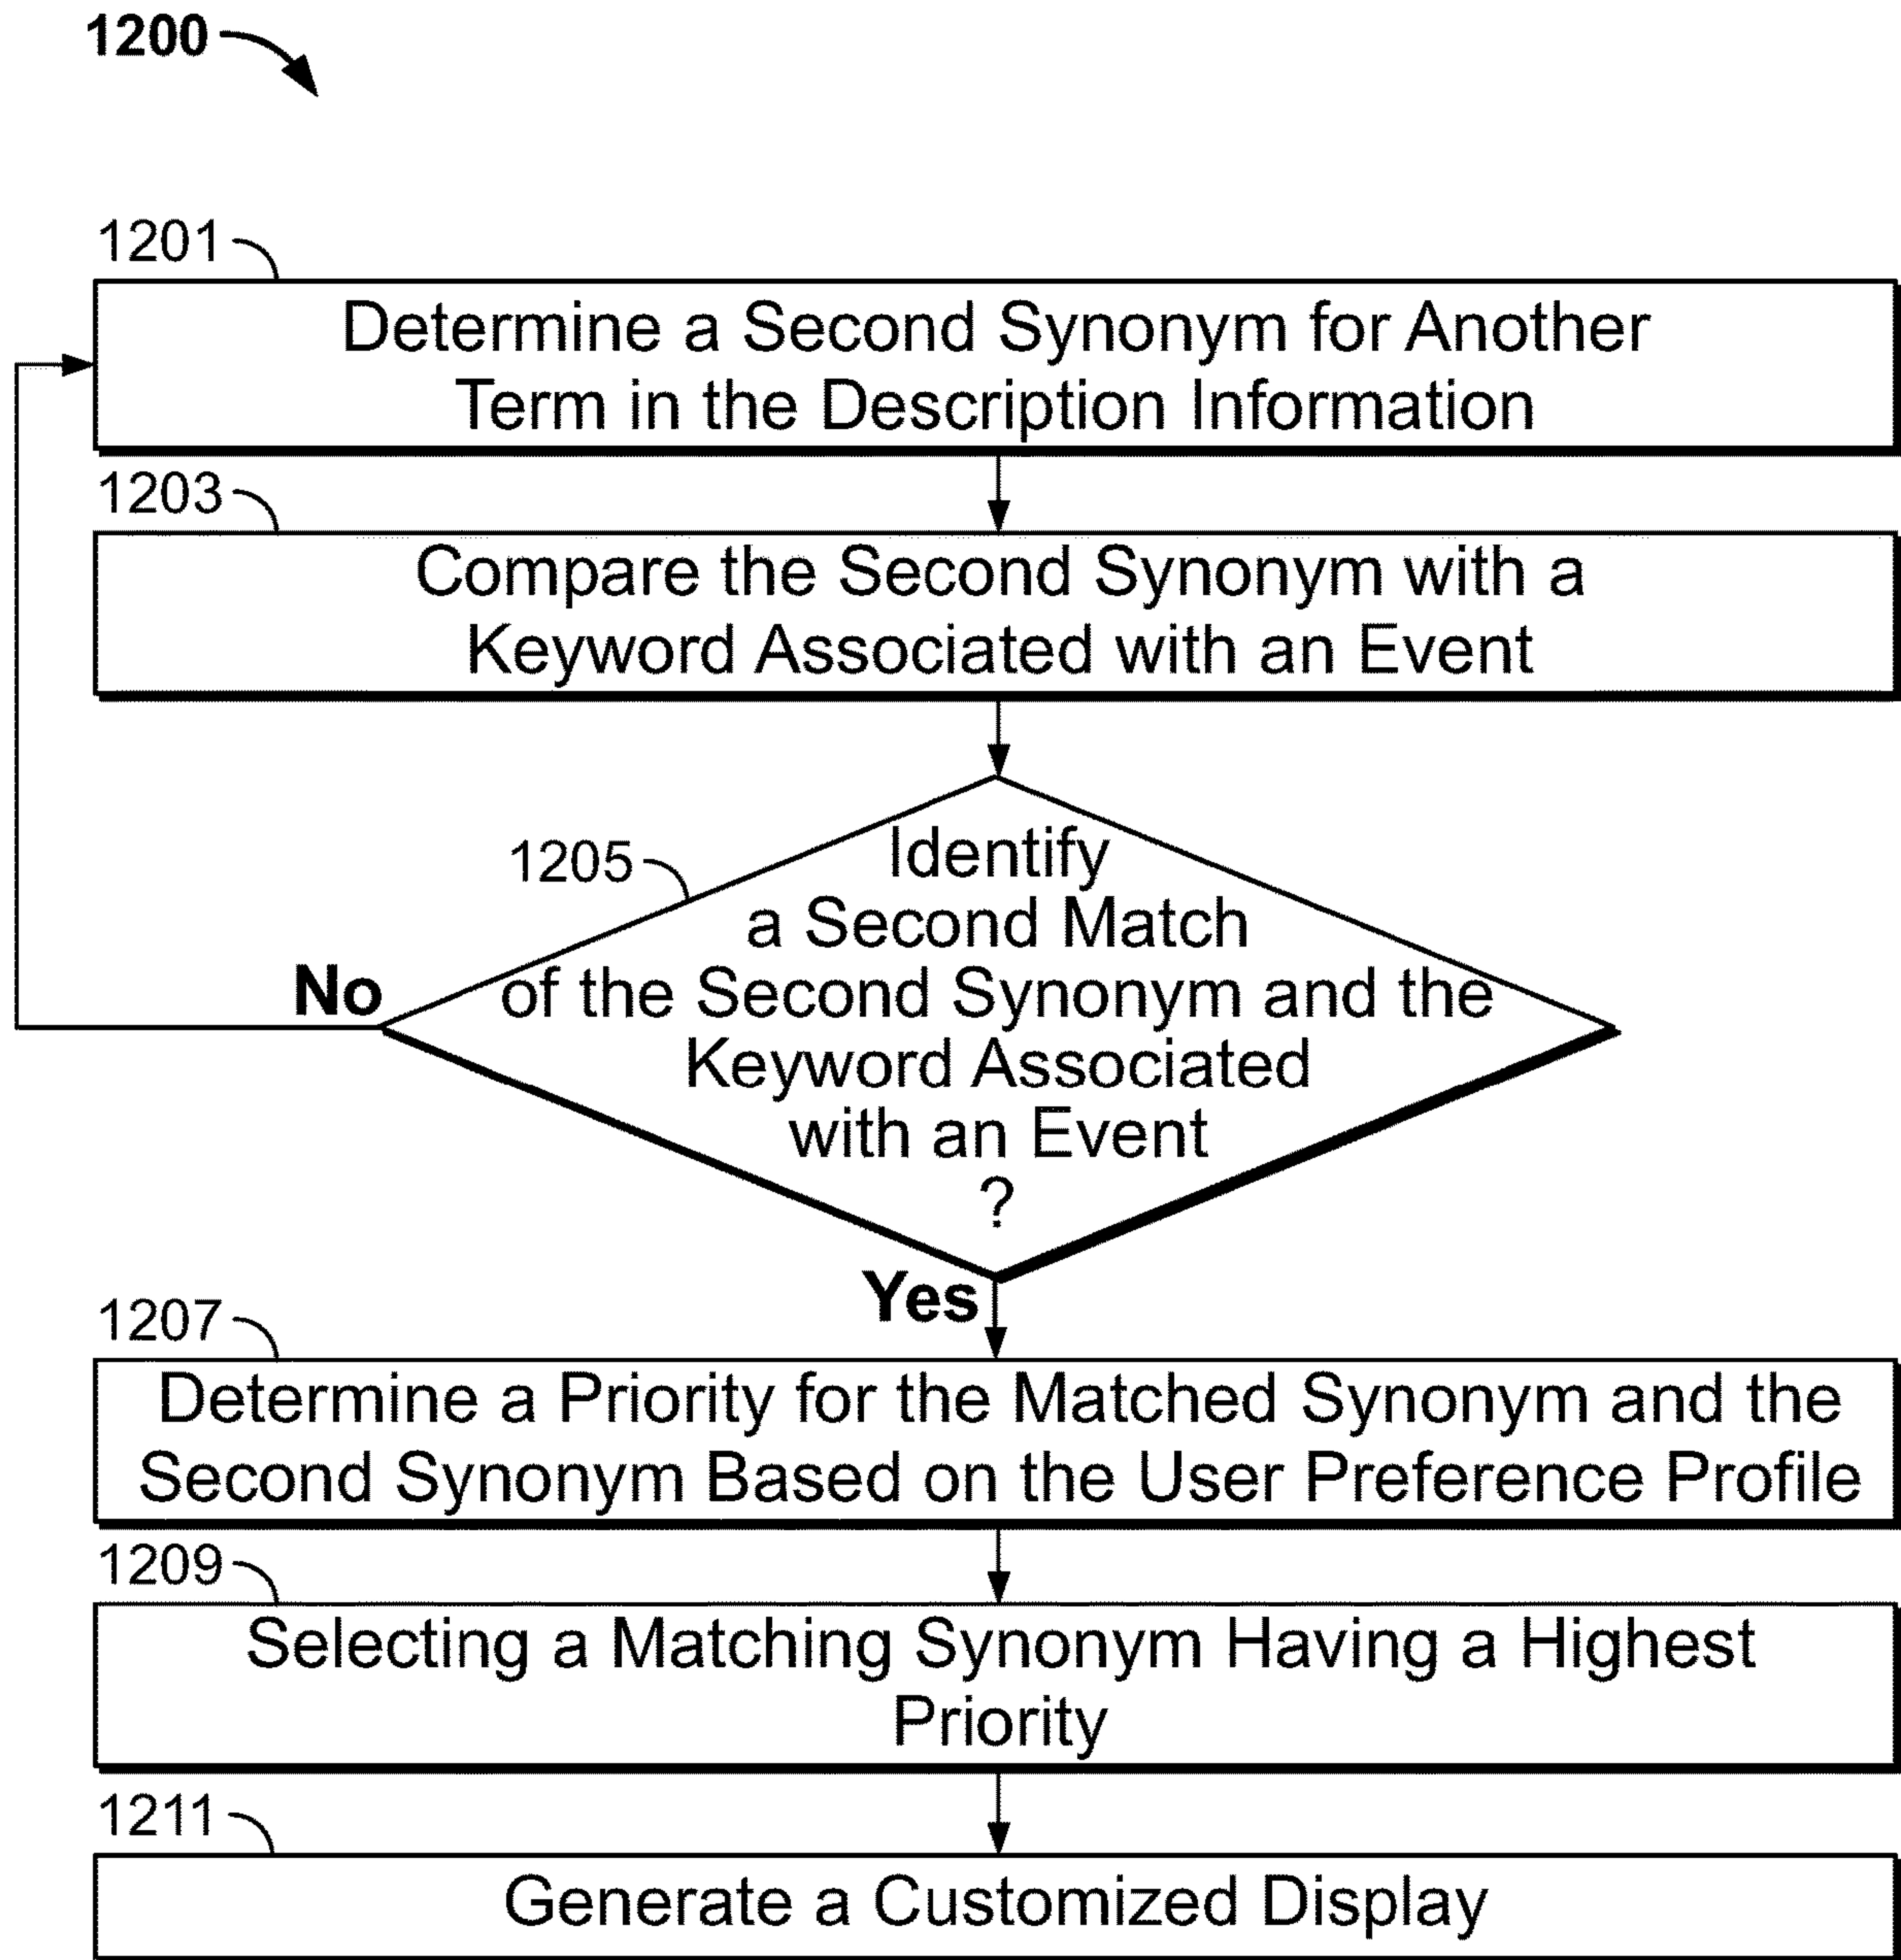 1200
1201
Determine a Second Synonym for Another
Term in the Description Information
1203
Compare the Second Synonym with a
Keyword Associated with an Event
1205
Identify
a Second Match
of the Second Synonym and the
Keyword Associated
with an Event
?
No
Yes
1207
Determine a Priority for the Matched Synonym and the
Second Synonym Based on the User Preference Profile
1209
Selecting a Matching Synonym Having a Highest
Priority
1211
Generate a Customized Display